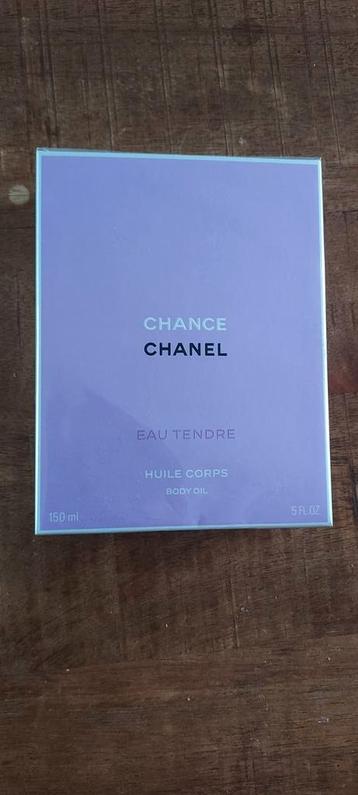 CHANCE
CHANEL
EAU TENDRE
HUILE CORPS
BODY OIL
150 ml
5 FL.OZ